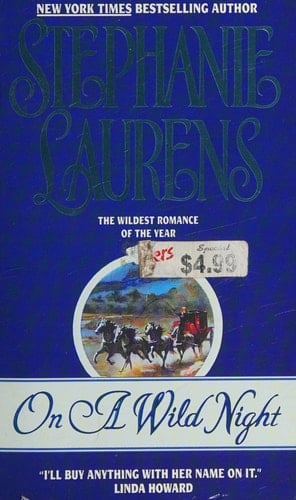 NEW YORK TIMES BESTSELLING AUTHOR
STEPHANIE
LAURENS
THE WILDEST ROMANCE
OF THE YEAR
ers
Special
$4.99
On A Wild Night
"I'LL BUY ANYTHING WITH HER NAME ON IT."
LINDA HOWARD